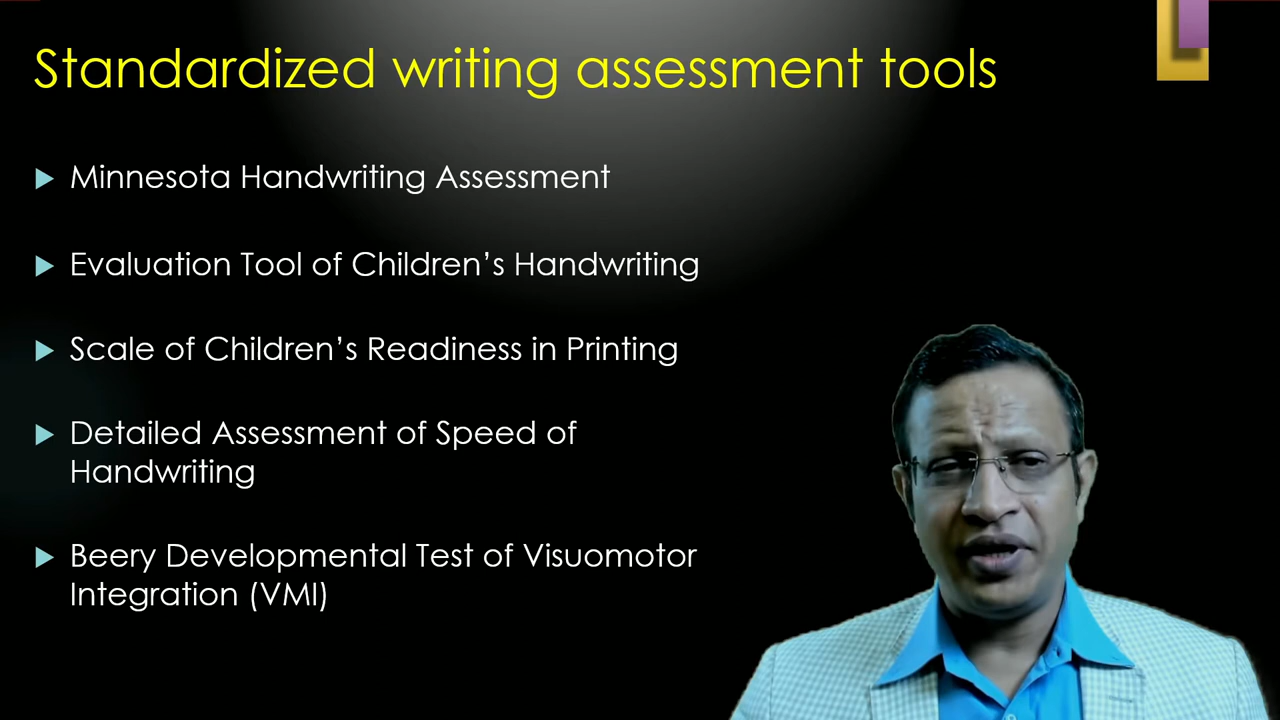 Standardized writing assessment tools
Minnesota Handwriting Assessment
Evaluation Tool of Children’s Handwriting
Scale of Children’s Readiness in Printing
Detailed Assessment of Speed of
Handwriting
Beery Developmental Test of Visuomotor
Integration (VMI)